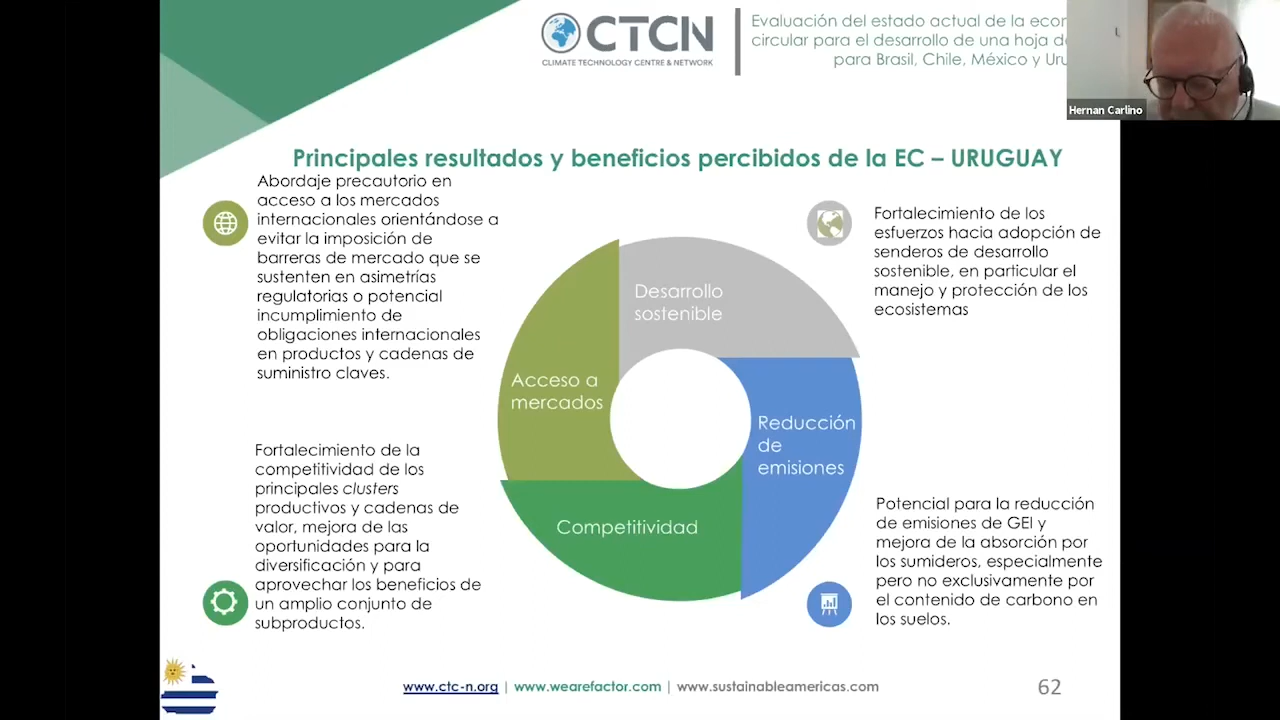 CTCN
CLIMATE TECHNOLOGY CENTRE & NETWORK
Evaluación del estado actual de la
circular para el desarrollo de una hoja
para Brasil, Chile, México y
Hernan Carlino
Principales resultados y beneficios percibidos de la EC – URUGUAY
Abordaje precautorio en
acceso a los mercados
internacionales orientándose a
evitar la imposición de
barreras de mercado que se
sustenten en asimetrías
regulatorias o potencial
incumplimiento de
obligaciones internacionales
en productos y cadenas de
suministro claves.
Fortalecimiento de los
esfuerzos hacia adopción de
senderos de desarrollo
sostenible, en particular el
manejo y protección de los
ecosistemas
Desarrollo
sostenible
Acceso a
mercados
Reducción
de
emisiones
Competitividad
Fortalecimiento de la
competitividad de los
principales clusters
productivos y cadenas de
valor, mejora de las
oportunidades para la
diversificación y para
aprovechar los beneficios de
un amplio conjunto de
subproductos.
Potencial para la reducción
de emisiones de GEI y
mejora de la absorción por
los sumideros, especialmente
pero no exclusivamente por
el contenido de carbono en
los suelos.
www.ctc-n.org | www.wearefactor.com | www.sustainableamericas.com
62